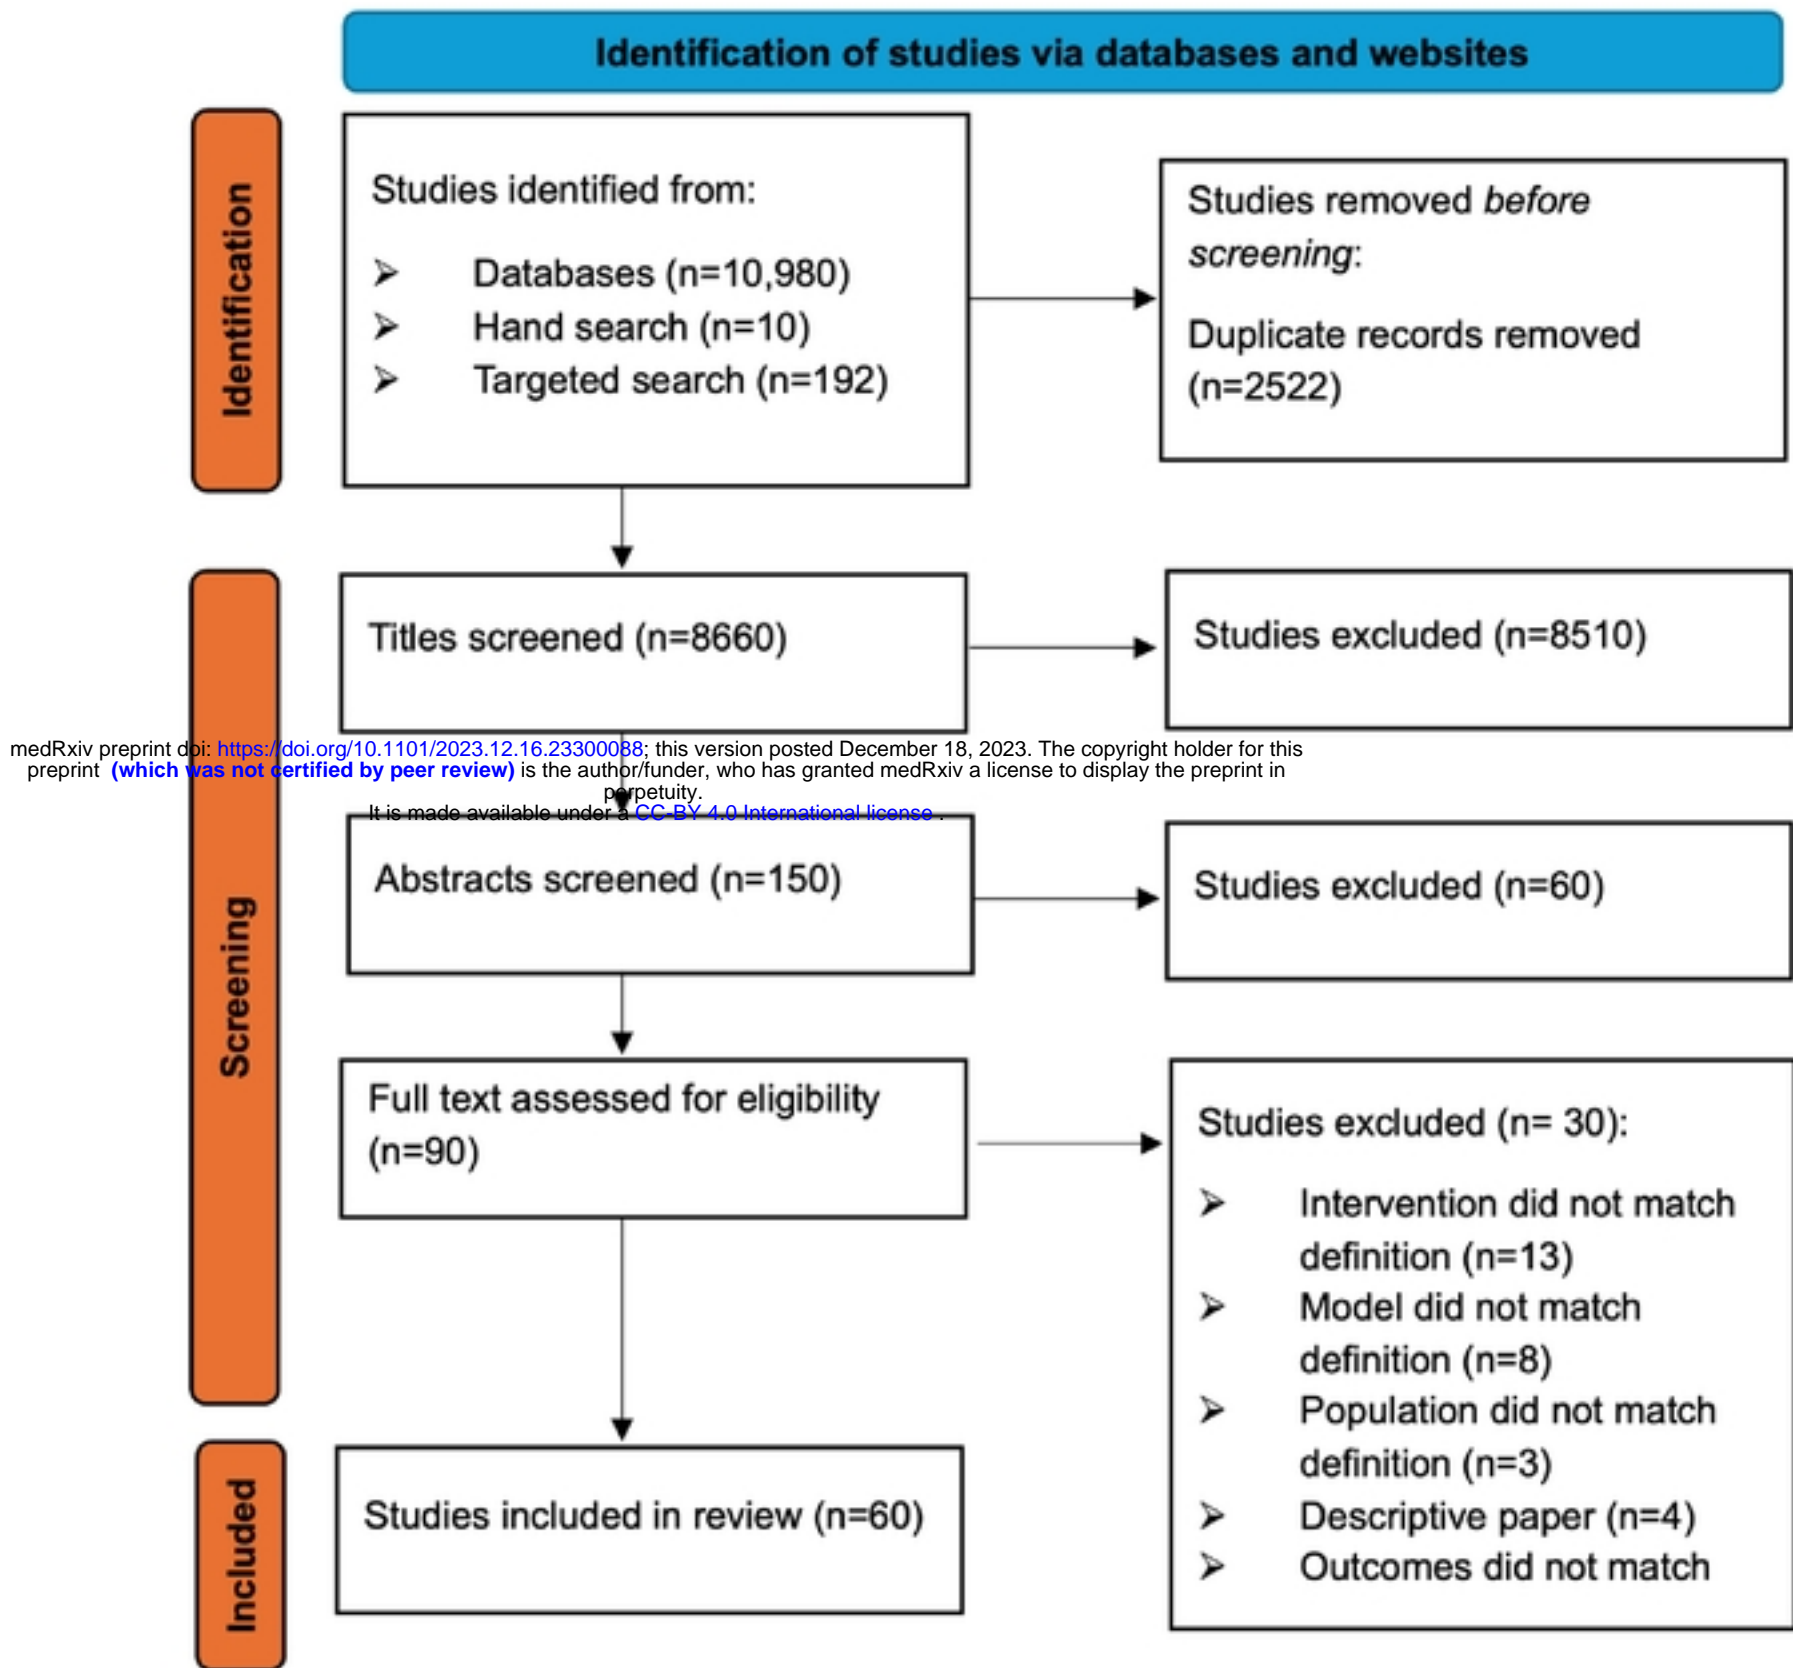 Identification of studies via databases and websites
Identification
Studies identified from:
➢ Databases (n=10,980)
➢ Hand search (n=10)
➢ Targeted search (n=192)
Studies removed before
screening:
Duplicate records removed
(n=2522)
Screening
Titles screened (n=8660)
Studies excluded (n=8510)
medRxiv preprint doi: https://doi.org/10.1101/2023.12.16.23300088; this version posted December 18, 2023. The copyright holder for this
preprint (which was not certified by peer review) is the author/funder, who has granted medRxiv a license to display the preprint in
perpetuity.
It is made available under a CC-BY 4.0 International license .
Abstracts screened (n=150)
Studies excluded (n=60)
Full text assessed for eligibility
(n=90)
Studies excluded (n= 30):
➢ Intervention did not match
definition (n=13)
➢ Model did not match
definition (n=8)
➢ Population did not match
definition (n=3)
➢ Descriptive paper (n=4)
➢ Outcomes did not match
Included
Studies included in review (n=60)